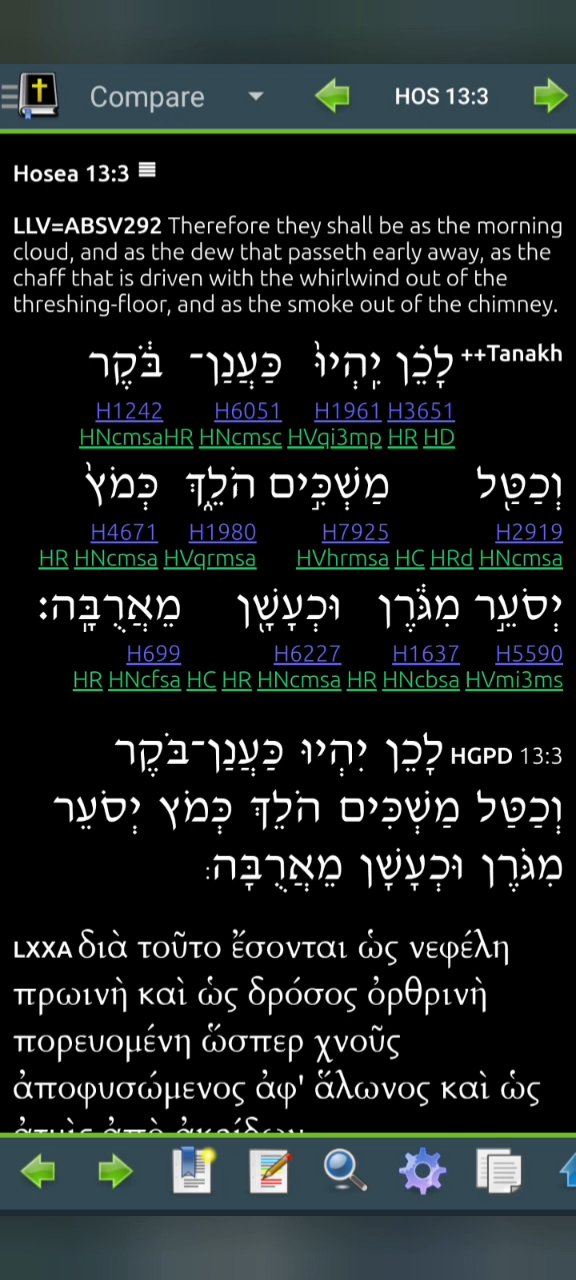 Compare
HOS 13:3
Hosea 13:3
LLV=ABSV292 Therefore they shall be as the morning
cloud, and as the dew that passeth early away, as the
chaff that is driven with the whirlwind out of the
threshing-floor, and as the smoke out of the chimney.
++Tanakh לָכֵ֗ן יִֽהְיוּ֙ כַּעֲנַן־ בֹּ֔קֶר
H1242 H6051 H1961 H3651
HNcmsaHR HNcmsc HVqi3mp HR HD
וְכַטַּ֖ל מַשְׁכִּ֣ים הֹלֵ֑ךְ כְּמֹץ֙
H4671 H1980 H7925 H2919
HR HNcmsa HVqrmsa HVhrmsa HC HRd HNcmsa
יְסֹעֵ֣ר מִגֹּ֔רֶן וּכְעָשָׁ֖ן מֵאֲרֻבָּֽה׃
H699 H6227 H1637 H5590
HR HNcfsa HC HR HNcmsa HR HNcbsa HVmi3ms
HGPD 13:3 לָכֵן יִהְיוּ כַּעֲנַן־בֹּקֶר
וְכַטַּל מַשְׁכִּים הֹלֵךְ כְּמֹץ יְסֹעֵר
מִגֹּרֶן וּכְעָשָׁן מֵאֲרֻבָּה׃
LXXA διὰ τοῦτο ἔσονται ὡς νεφέλη
πρωινὴ καὶ ὡς δρόσος ὀρθρινὴ
πορευομένη ὥσπερ χνοῦς
ἀποφυσώμενος ἀφ' ἅλωνος καὶ ὡς
ἀτμὶς ἀπὸ ἀκρίδων